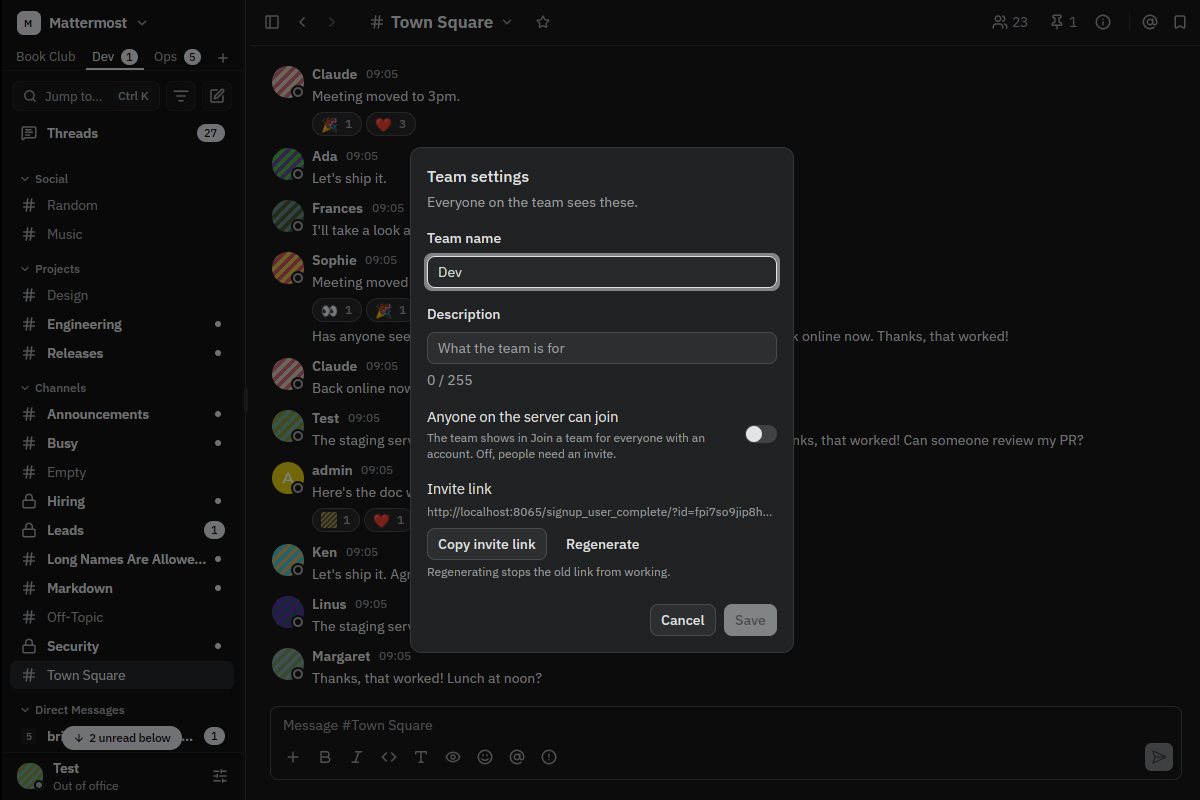 M Mattermost
Book Club Dev 1 Ops 5
Jump to... Ctrl K
Threads 27
Social
Random
Music
Projects
Design
Engineering
Releases
Channels
Announcements
Busy
Empty
Hiring
Leads 1
Long Names Are Allowe...
Markdown
Off-Topic
Security
Town Square
Direct Messages
5 bri ... 1
2 unread below
Test
Out of office
Town Square
23 1
Claude 09:05
Meeting moved to 3pm.
1 3
Ada 09:05
Let's ship it.
Frances 09:05
I'll take a look a
Sophie 09:05
Meeting moved
1 1
Has anyone see k online now. Thanks, that worked!
Claude 09:05
Back online now
Test 09:05
The staging serv nks, that worked! Can someone review my PR?
A admin 09:05
Here's the doc w
1 1
Ken 09:05
Let's ship it. Agr
Linus 09:05
The staging serv
Margaret 09:05
Thanks, that worked! Lunch at noon?
Message #Town Square
Team settings
Everyone on the team sees these.
Team name
Dev
Description
What the team is for
0 / 255
Anyone on the server can join
The team shows in Join a team for everyone with an
account. Off, people need an invite.
Invite link
http://localhost:8065/signup_user_complete/?id=fpi7so9jip8h...
Copy invite link Regenerate
Regenerating stops the old link from working.
Cancel Save